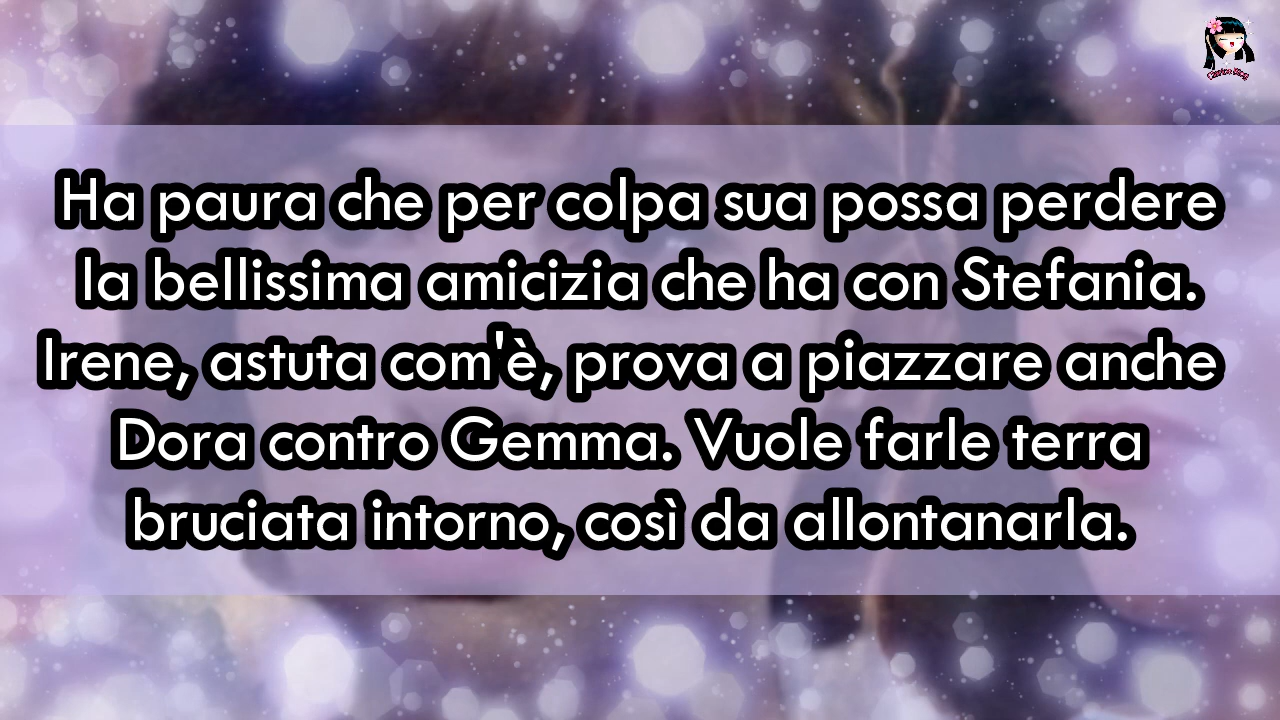 Ha paura che per colpa sua possa perdere
la bellissima amicizia che ha con Stefania.
Irene, astuta com'è, prova a piazzare anche
Dora contro Gemma. Vuole farle terra
bruciata intorno, così da allontanarla.